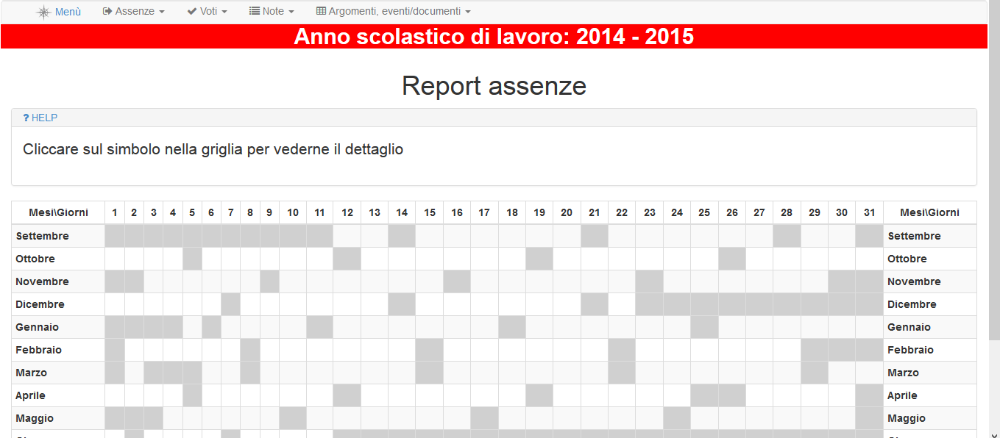 Menù Assenze Voti Note Argomenti, eventi/documenti
Anno scolastico di lavoro: 2014 - 2015
Report assenze
? HELP
Cliccare sul simbolo nella griglia per vederne il dettaglio
Mesi\Giorni 1 2 3 4 5 6 7 8 9 10 11 12 13 14 15 16 17 18 19 20 21 22 23 24 25 26 27 28 29 30 31 Mesi\Giorni
Settembre Settembre
Ottobre Ottobre
Novembre Novembre
Dicembre Dicembre
Gennaio Gennaio
Febbraio Febbraio
Marzo Marzo
Aprile Aprile
Maggio Maggio